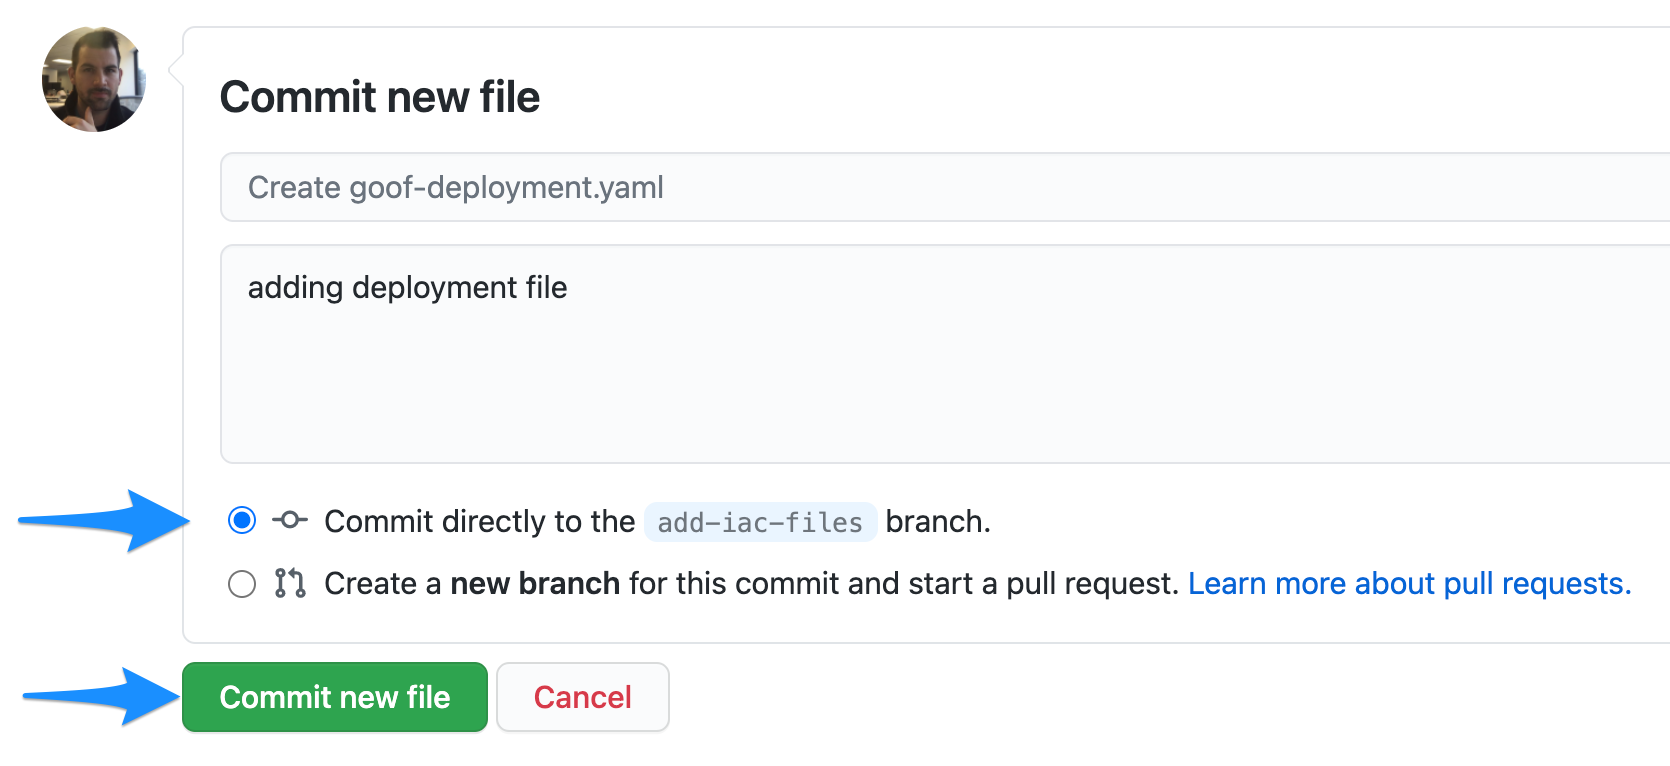 Commit new file
Create goof-deployment.yaml
adding deployment file
Commit directly to the add-iac-files branch.
Create a new branch for this commit and start a pull request. Learn more about pull requests.
Commit new file
Cancel